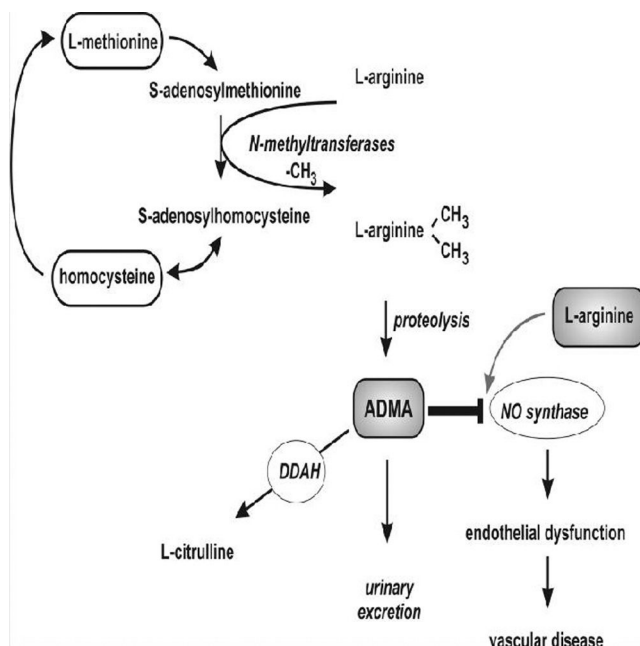 L-methionine
S-adenosylmethionine
L-arginine
N-methyltransferases
-CH3
S-adenosylhomocysteine
homocysteine
L-arginine
CH3
CH3
proteolysis
L-arginine
ADMA
NO synthase
DDAH
L-citrulline
urinary
excretion
endothelial dysfunction
vascular disease